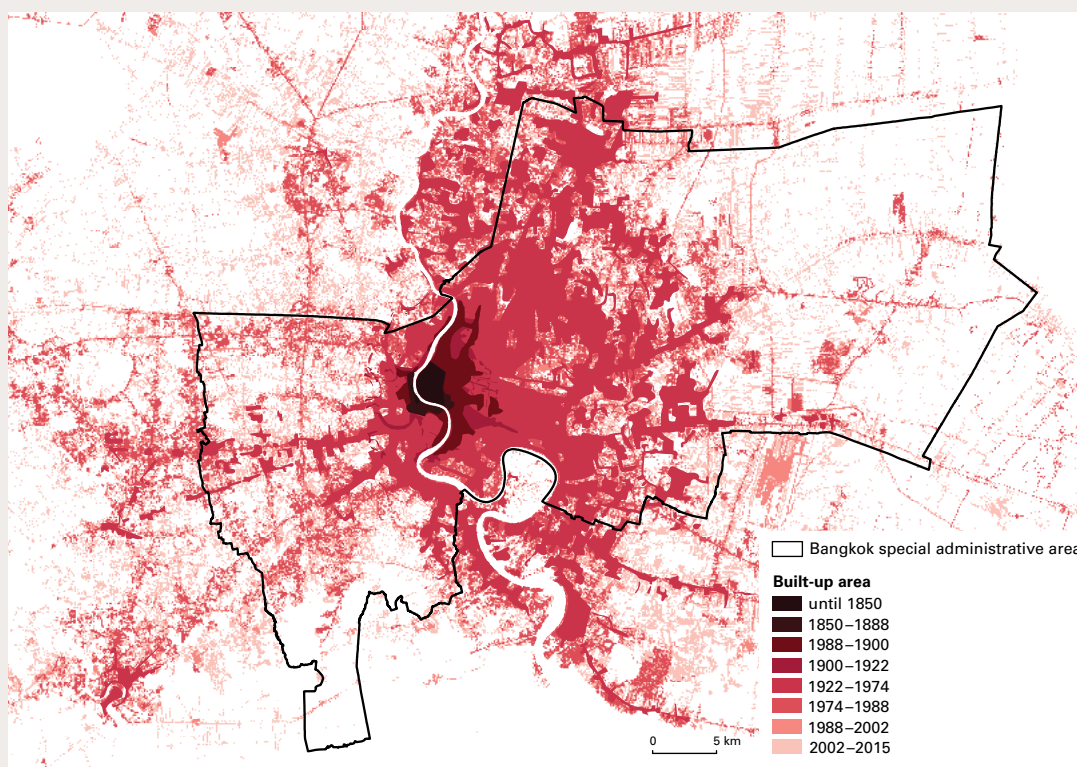 Bangkok special administrative area
Built-up area
until 1850
1850–1888
1988–1900
1900–1922
1922–1974
1974–1988
1988–2002
2002–2015
0 5 km